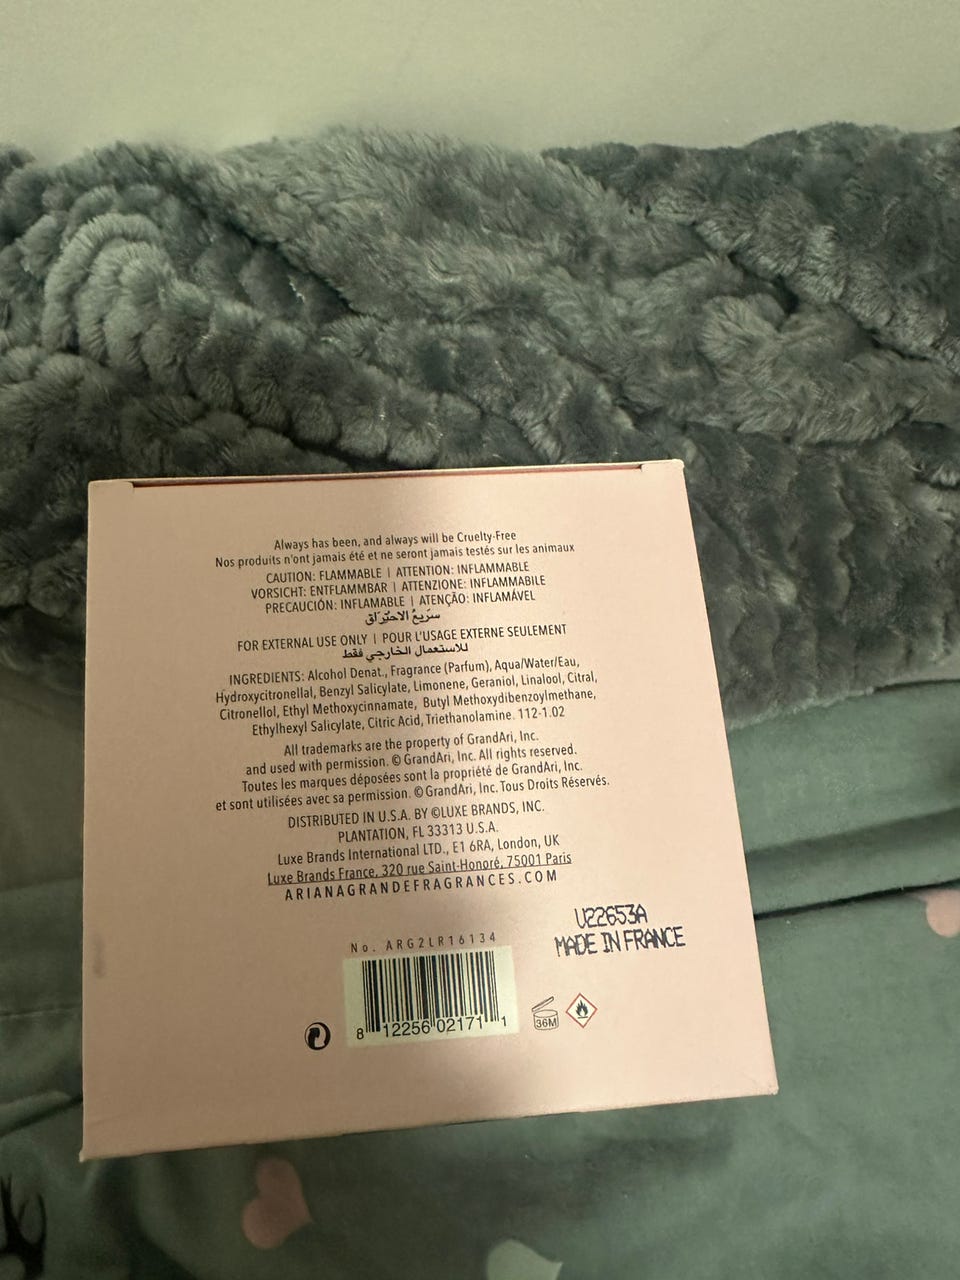 Always has been, and always will be Cruelty-Free
Nos produits n'ont jamais été et ne seront jamais testés sur les animaux
CAUTION: FLAMMABLE | ATTENTION: INFLAMMABLE
VORSICHT: ENTFLAMMBAR | ATTENZIONE: INFLAMMABILE
PRECAUCIÓN: INFLAMABLE | ATENÇÃO: INFLAMÁVEL
سَريعُ الاحتِرَاق
FOR EXTERNAL USE ONLY | POUR L'USAGE EXTERNE SEULEMENT
للاستعمال الخارجي فقط
INGREDIENTS: Alcohol Denat., Fragrance (Parfum), Aqua/Water/Eau,
Hydroxycitronellal, Benzyl Salicylate, Limonene, Geraniol, Linalool, Citral,
Citronellol, Ethyl Methoxycinnamate, Butyl Methoxydibenzoylmethane,
Ethylhexyl Salicylate, Citric Acid, Triethanolamine. 112-1.02
All trademarks are the property of GrandAri, Inc.
and used with permission. © GrandAri, Inc. All rights reserved.
Toutes les marques déposées sont la propriété de GrandAri, Inc.
et sont utilisées avec sa permission. © GrandAri, Inc. Tous Droits Réservés.
DISTRIBUTED IN U.S.A. BY ©LUXE BRANDS, INC.
PLANTATION, FL 33313 U.S.A.
Luxe Brands International LTD., E1 6RA, London, UK
Luxe Brands France, 320 rue Saint-Honoré, 75001 Paris
ARIANAGRANDEFRAGRANCES.COM
U22653A
MADE IN FRANCE
No. ARG2LR16134
8 12256 02171 1
36M